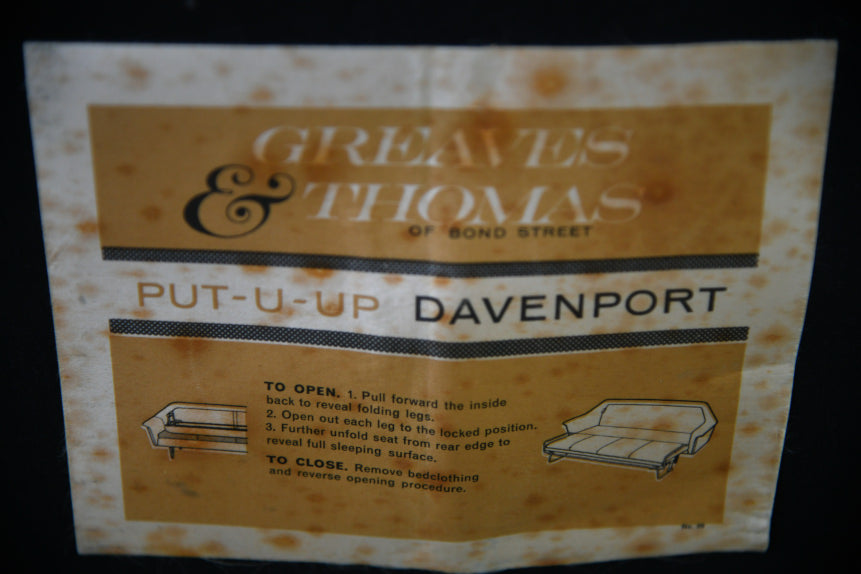 GREAVES
& THOMAS
OF BOND STREET
PUT-U-UP DAVENPORT
TO OPEN. 1. Pull forward the inside
back to reveal folding legs.
2. Open out each leg to the locked position.
3. Further unfold seat from rear edge to
reveal full sleeping surface.
TO CLOSE. Remove bedclothing
and reverse opening procedure.
No.